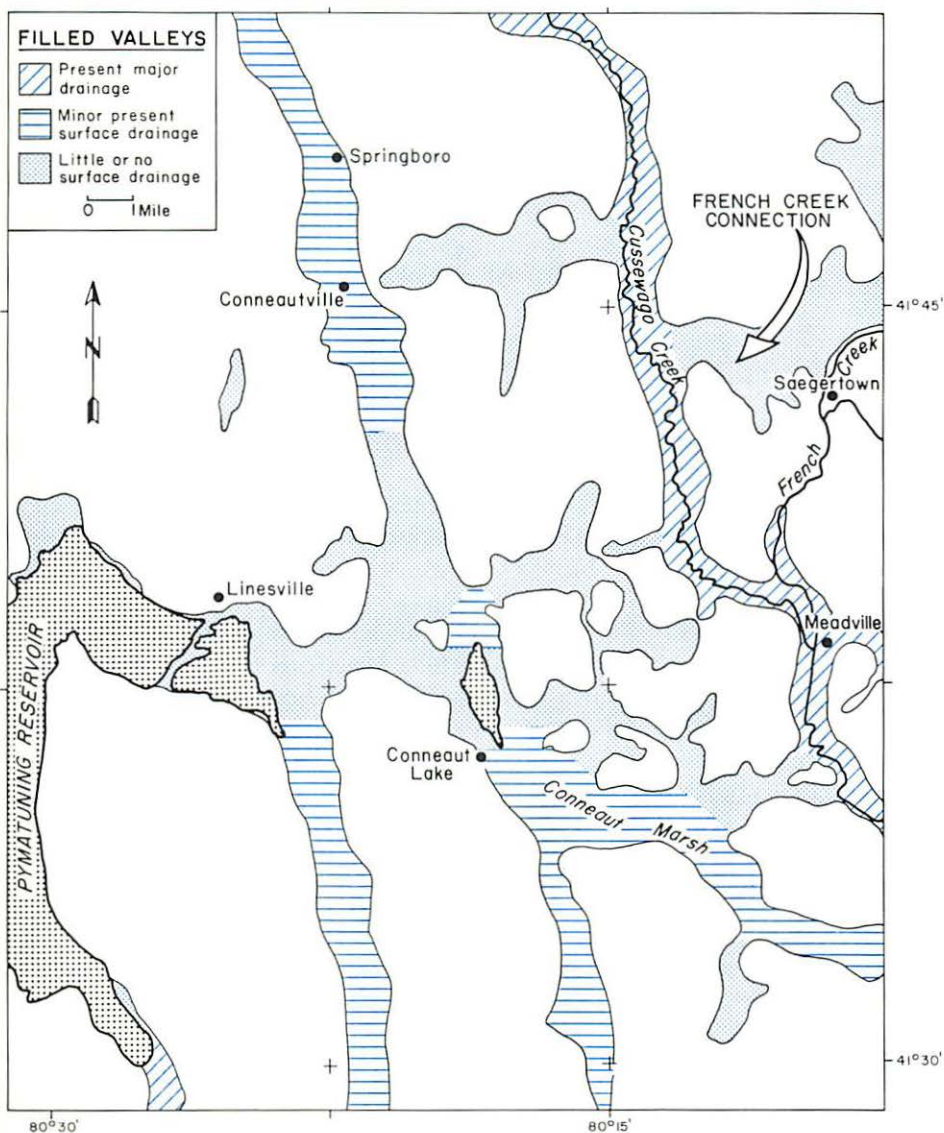 FILLED VALLEYS
Present major
drainage
Minor present
surface drainage
Little or no
surface drainage
0 1 Mile
Springboro
FRENCH CREEK
CONNECTION
Cussewago
Creek
Conneautville
41°45'
N
Creek
Saegertown
French
Linesville
Meadville
PYMATUNING RESERVOIR
Conneaut
Lake
Conneaut Marsh
41°30'
80°30'
80°15'